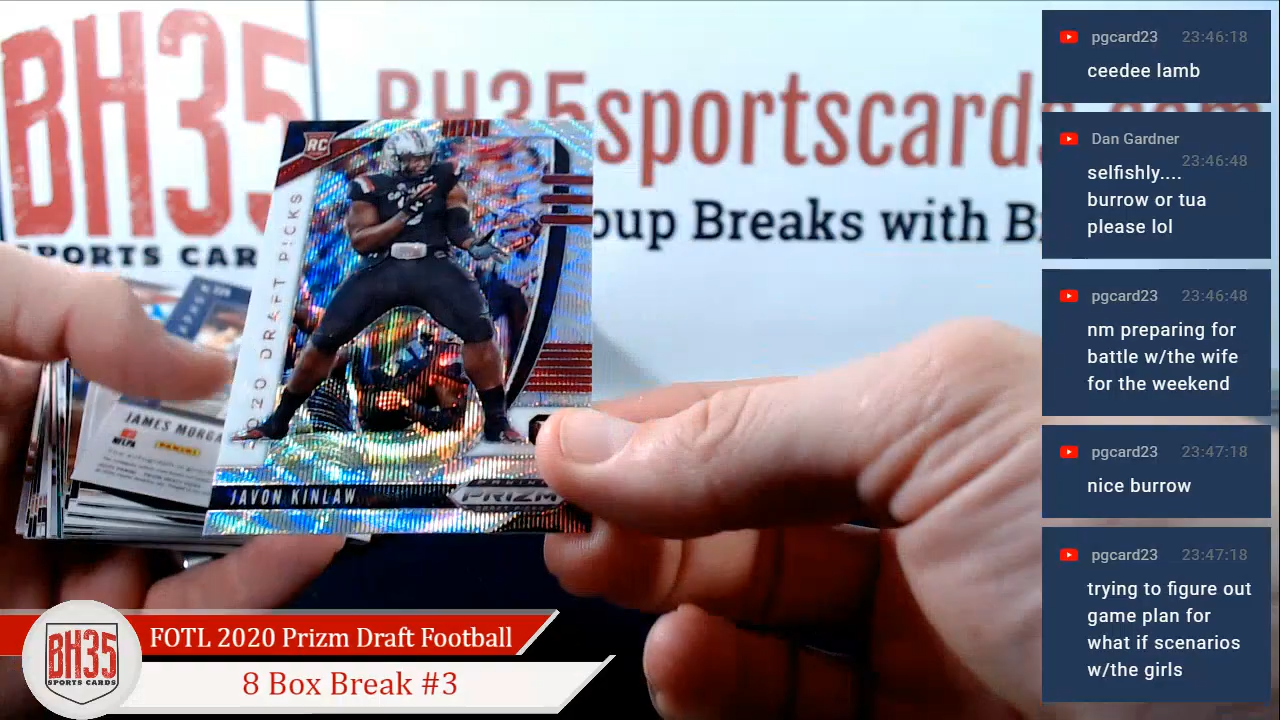 BH35
SPORTS CAR
BH35sportscards.com
oup Breaks with B
RC
2020 DRAFT PICKS
JAVON KINLAW
PANINI
PRIZM
JAMES MORGA
NFLPA
PANINI
FOTL 2020 Prizm Draft Football
8 Box Break #3
BH35
SPORTS CARDS
pgcard23 23:46:18
ceedee lamb
Dan Gardner
23:46:48
selfishly....
burrow or tua
please lol
pgcard23 23:46:48
nm preparing for
battle w/the wife
for the weekend
pgcard23 23:47:18
nice burrow
pgcard23 23:47:18
trying to figure out
game plan for
what if scenarios
w/the girls